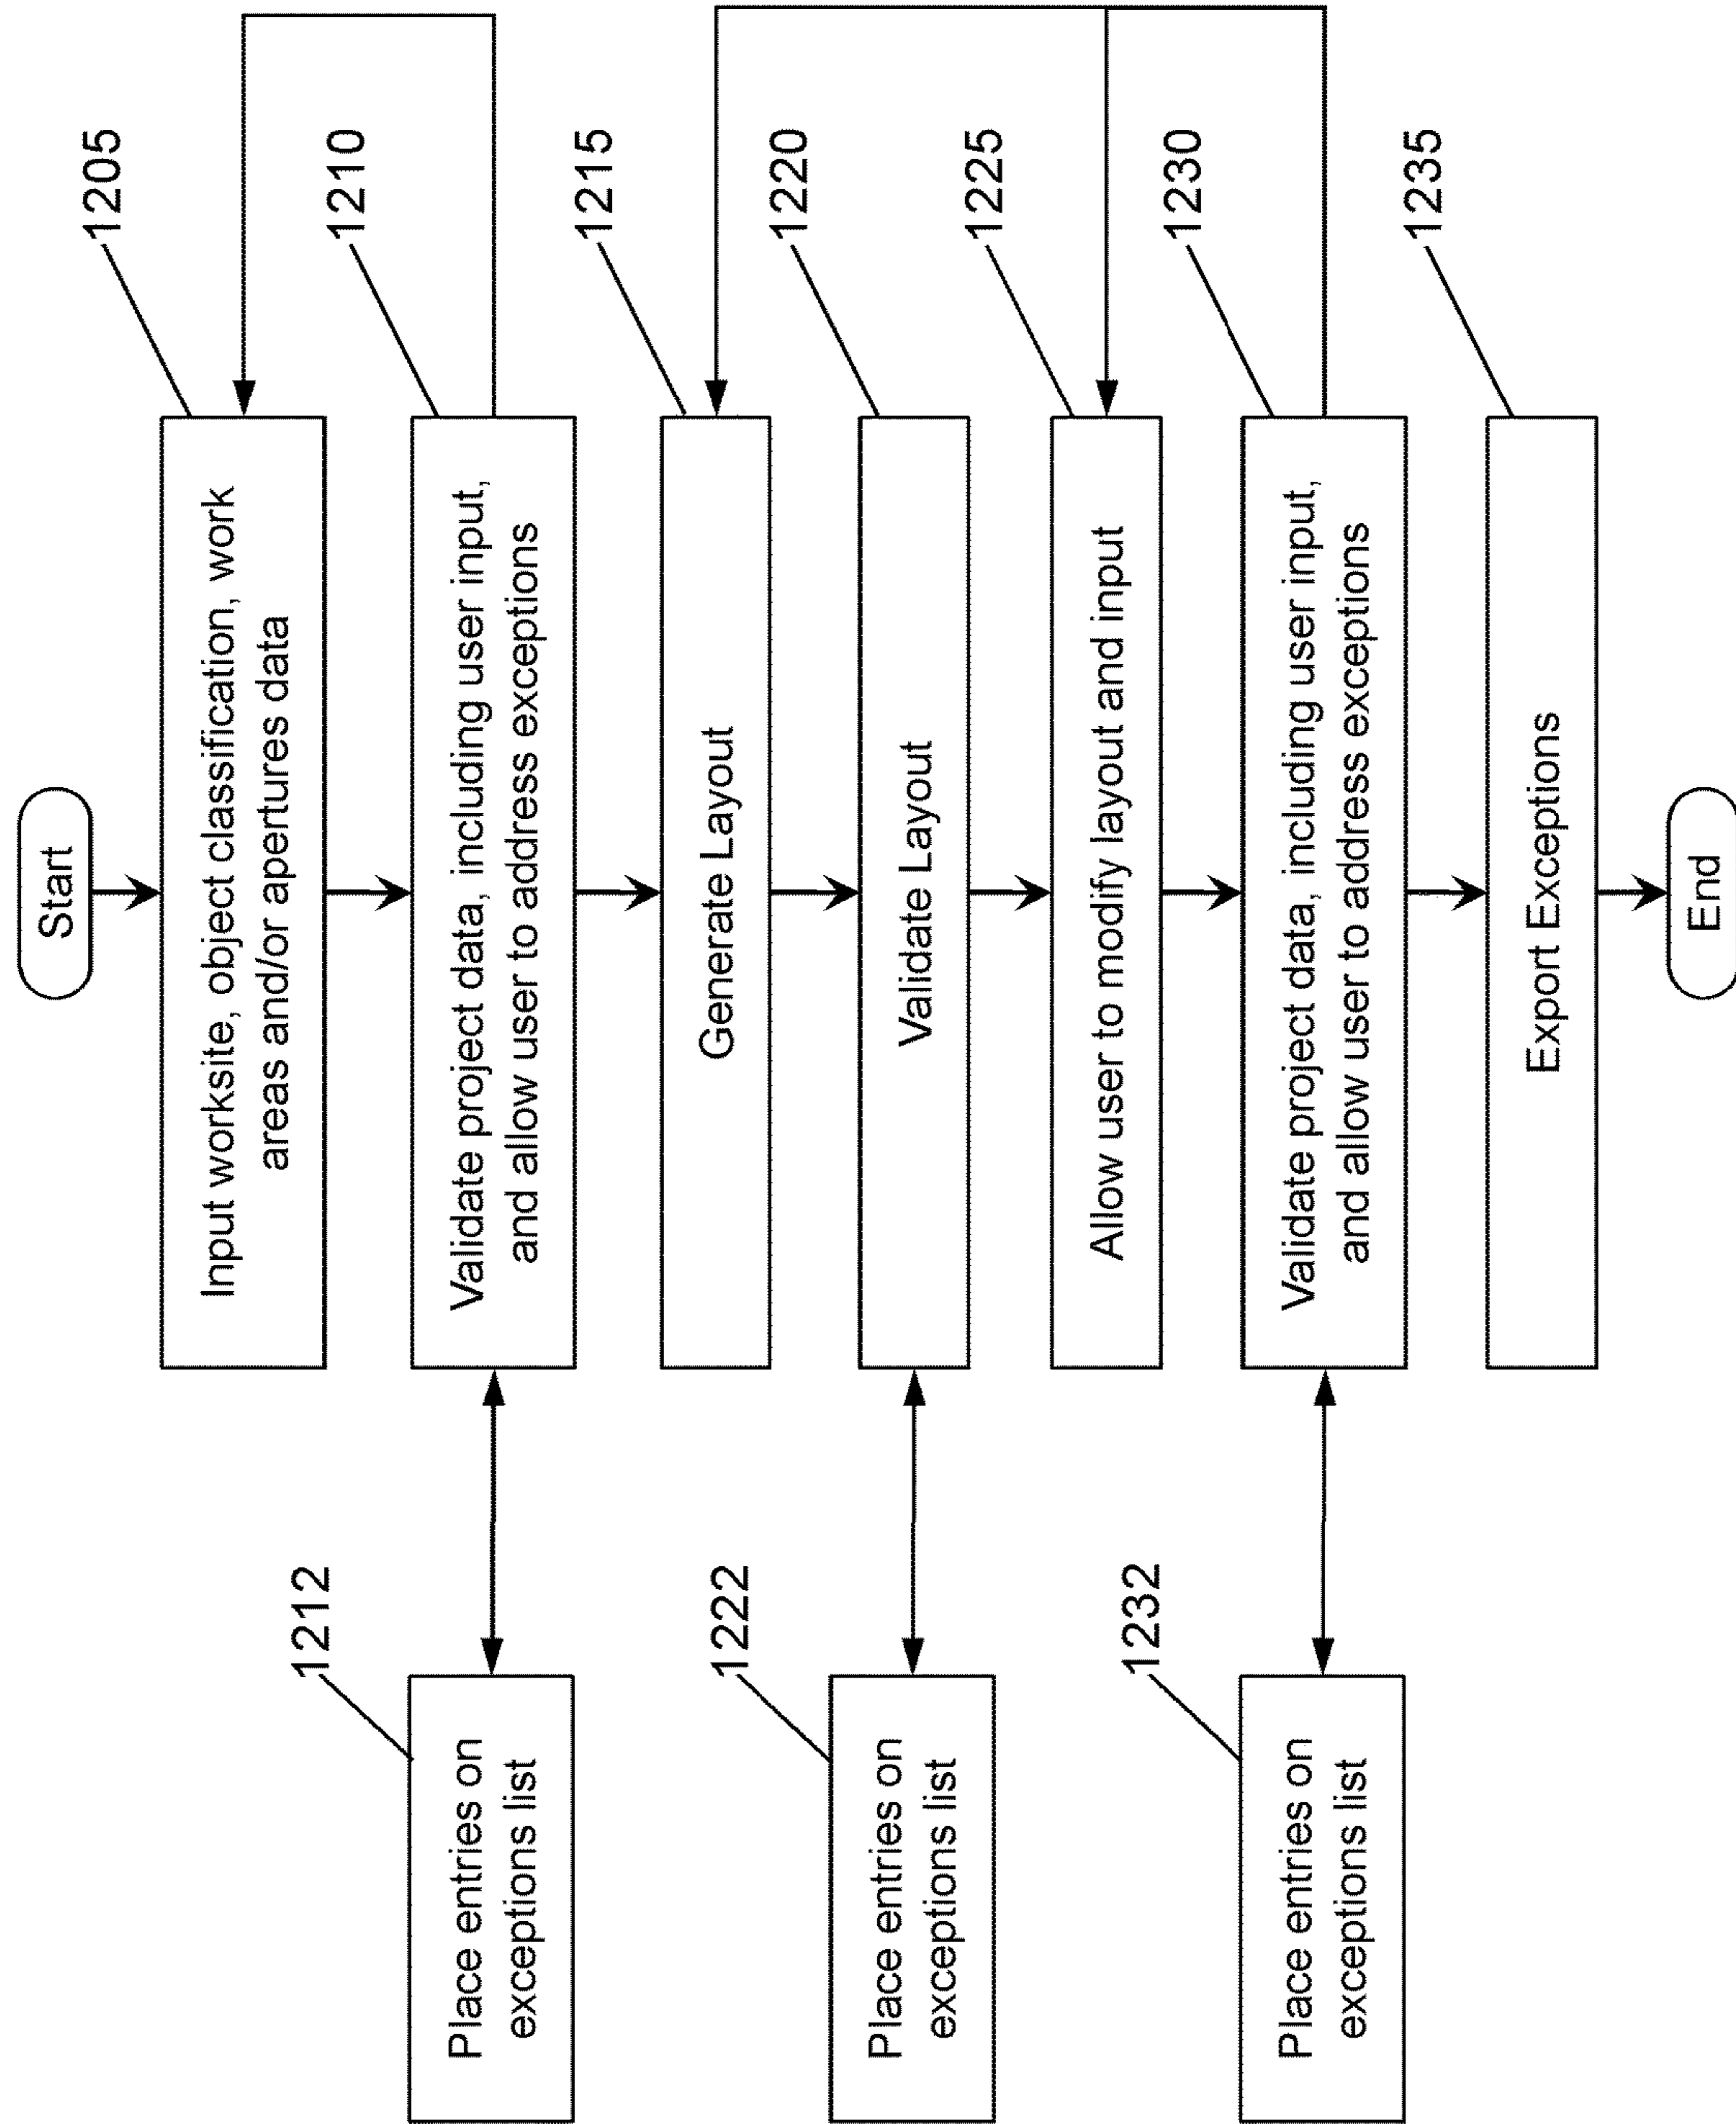 Start
1205
Input worksite, object classification, work
areas and/or apertures data
1210
Validate project data, including user input,
and allow user to address exceptions
1212
Place entries on
exceptions list
1215
Generate Layout
1220
Validate Layout
1222
Place entries on
exceptions list
1225
Allow user to modify layout and input
1230
Validate project data, including user input,
and allow user to address exceptions
1232
Place entries on
exceptions list
1235
Export Exceptions
End